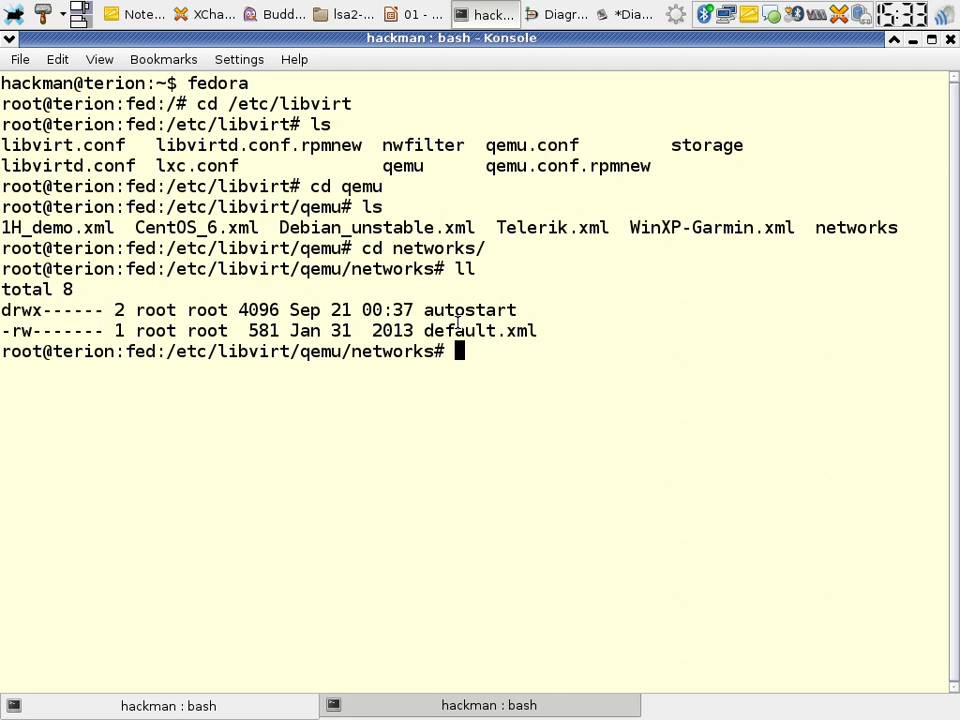 Note... XCha... Budd... lsa2-... 01 - ... hack... Diagr... *Dia... 15:33
hackman : bash - Konsole
File Edit View Bookmarks Settings Help
hackman@terion:~$ fedora
root@terion:fed:/# cd /etc/libvirt
root@terion:fed:/etc/libvirt# ls
libvirt.conf libvirtd.conf.rpmnew nwfilter qemu.conf storage
libvirtd.conf lxc.conf qemu qemu.conf.rpmnew
root@terion:fed:/etc/libvirt# cd qemu
root@terion:fed:/etc/libvirt/qemu# ls
1H_demo.xml CentOS_6.xml Debian_unstable.xml Telerik.xml WinXP-Garmin.xml networks
root@terion:fed:/etc/libvirt/qemu# cd networks/
root@terion:fed:/etc/libvirt/qemu/networks# ll
total 8
drwx------ 2 root root 4096 Sep 21 00:37 autostart
-rw------- 1 root root 581 Jan 31 2013 default.xml
root@terion:fed:/etc/libvirt/qemu/networks#
hackman : bash hackman : bash